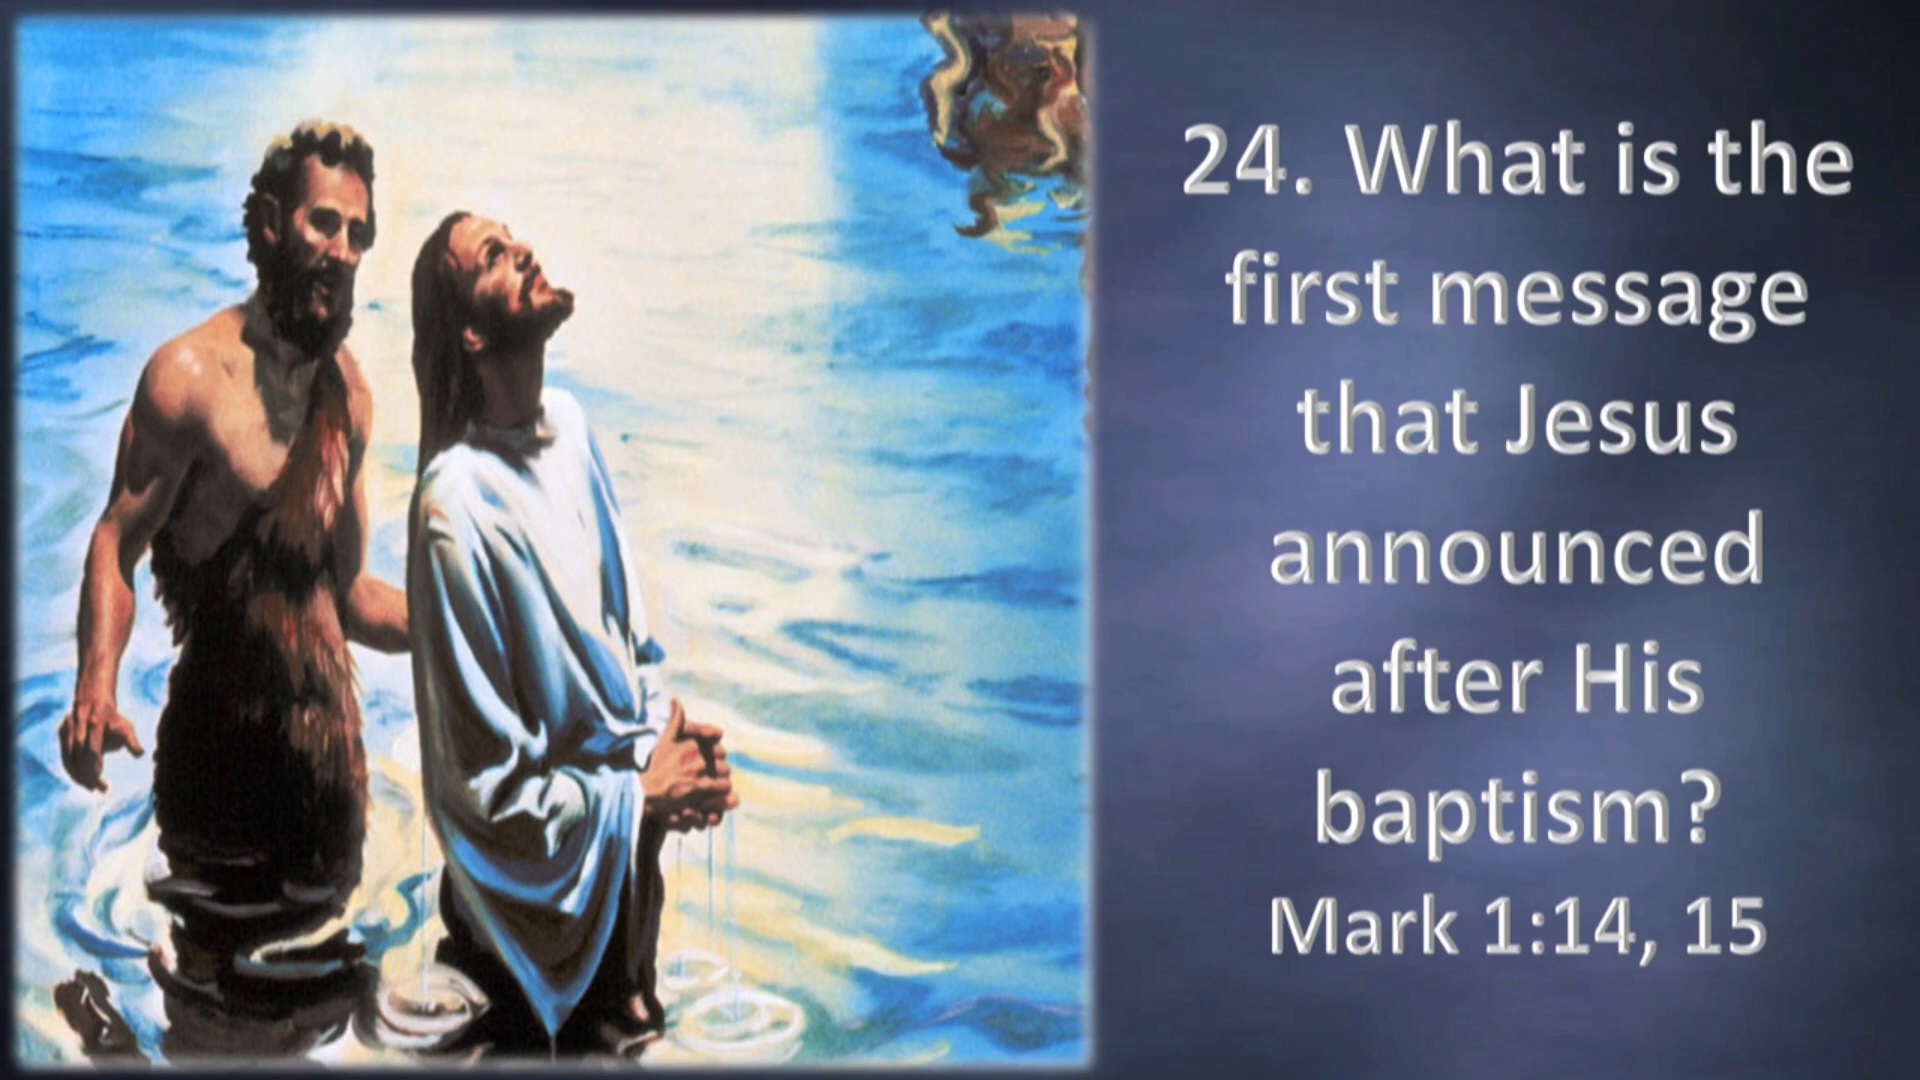 24. What is the
first message
that Jesus
announced
after His
baptism?
Mark 1:14, 15